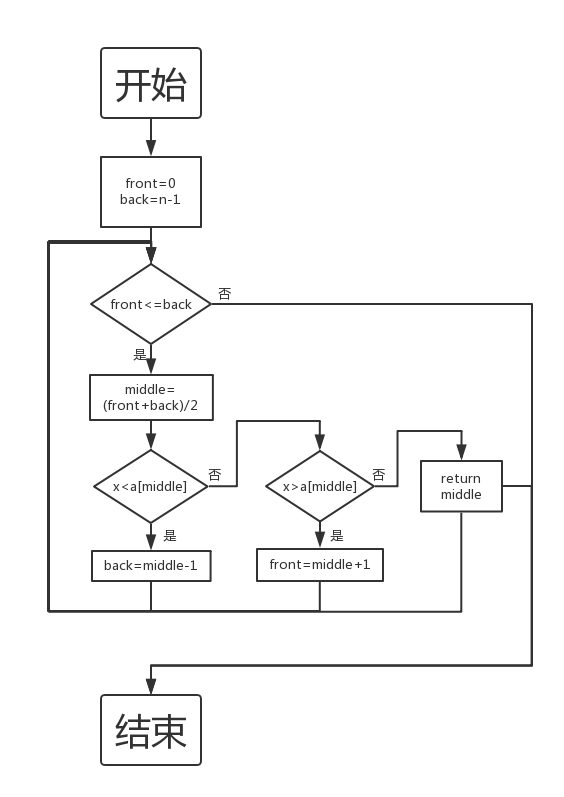 开始
front=0
back=n-1
front<=back
否
是
middle=
(front+back)/2
x<a[middle]
否
x>a[middle]
否
return
middle
是
是
back=middle-1
front=middle+1
结束